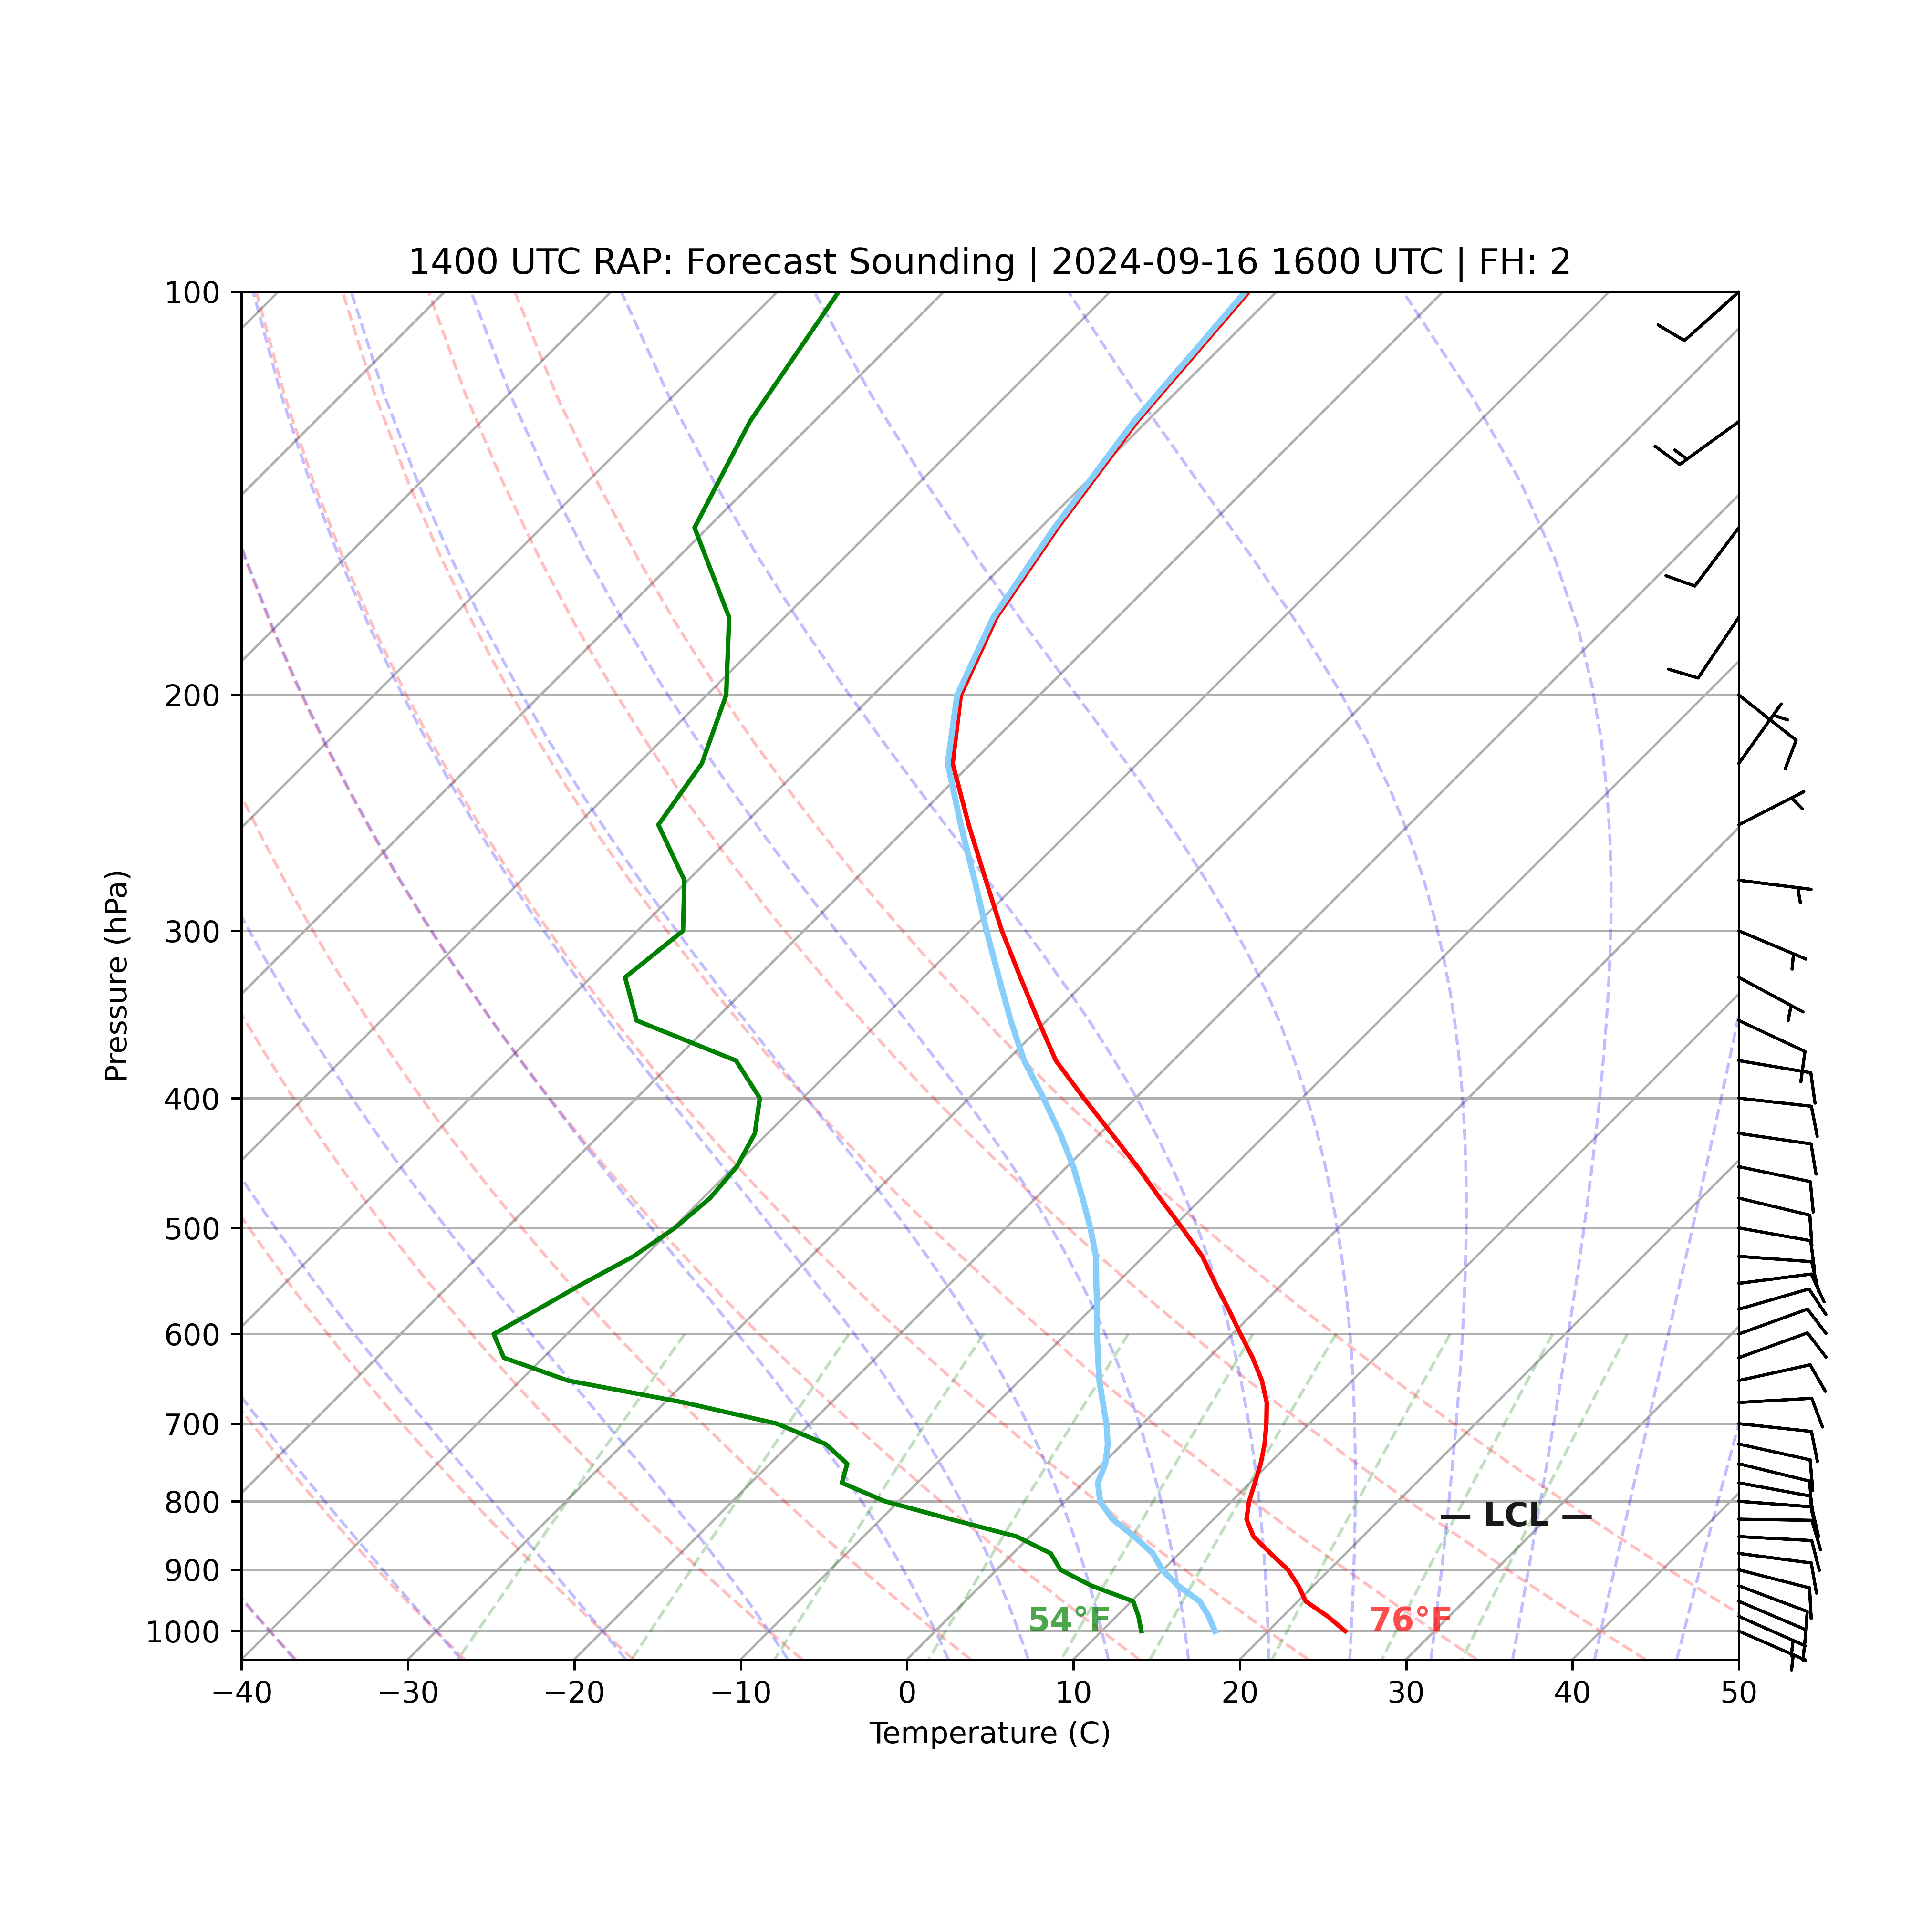 1400 UTC RAP: Forecast Sounding | 2024-09-16 1600 UTC | FH: 2
100
200
300
400
500
600
700
800
900
1000
Pressure (hPa)
— LCL —
54°F
76°F
−40 −30 −20 −10 0 10 20 30 40 50
Temperature (C)